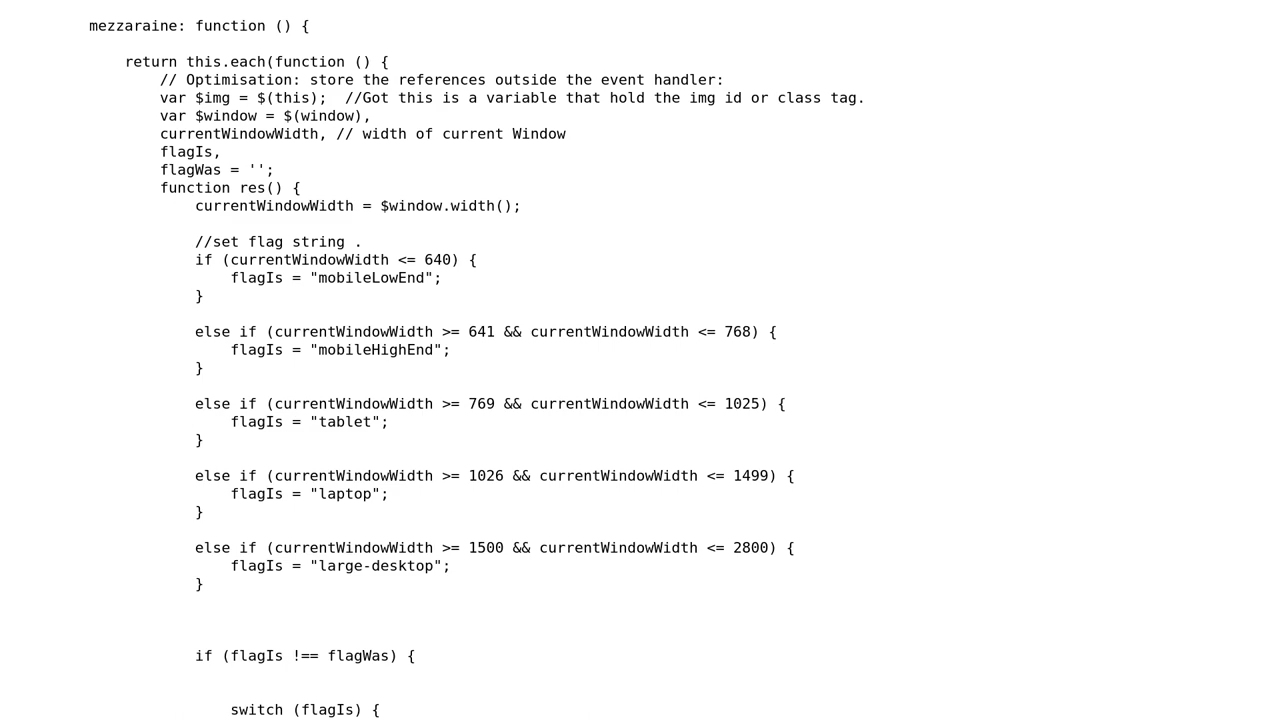 mezzaraine: function () {
return this.each(function () {
// Optimisation: store the references outside the event handler:
var $img = $(this);  //Got this is a variable that hold the img id or class tag.
var $window = $(window),
currentWindowWidth, // width of current Window
flagIs,
flagWas = '';
function res() {
currentWindowWidth = $window.width();
//set flag string .
if (currentWindowWidth <= 640) {
flagIs = "mobileLowEnd";
}
else if (currentWindowWidth >= 641 && currentWindowWidth <= 768) {
flagIs = "mobileHighEnd";
}
else if (currentWindowWidth >= 769 && currentWindowWidth <= 1025) {
flagIs = "tablet";
}
else if (currentWindowWidth >= 1026 && currentWindowWidth <= 1499) {
flagIs = "laptop";
}
else if (currentWindowWidth >= 1500 && currentWindowWidth <= 2800) {
flagIs = "large-desktop";
}
if (flagIs !== flagWas) {
switch (flagIs) {